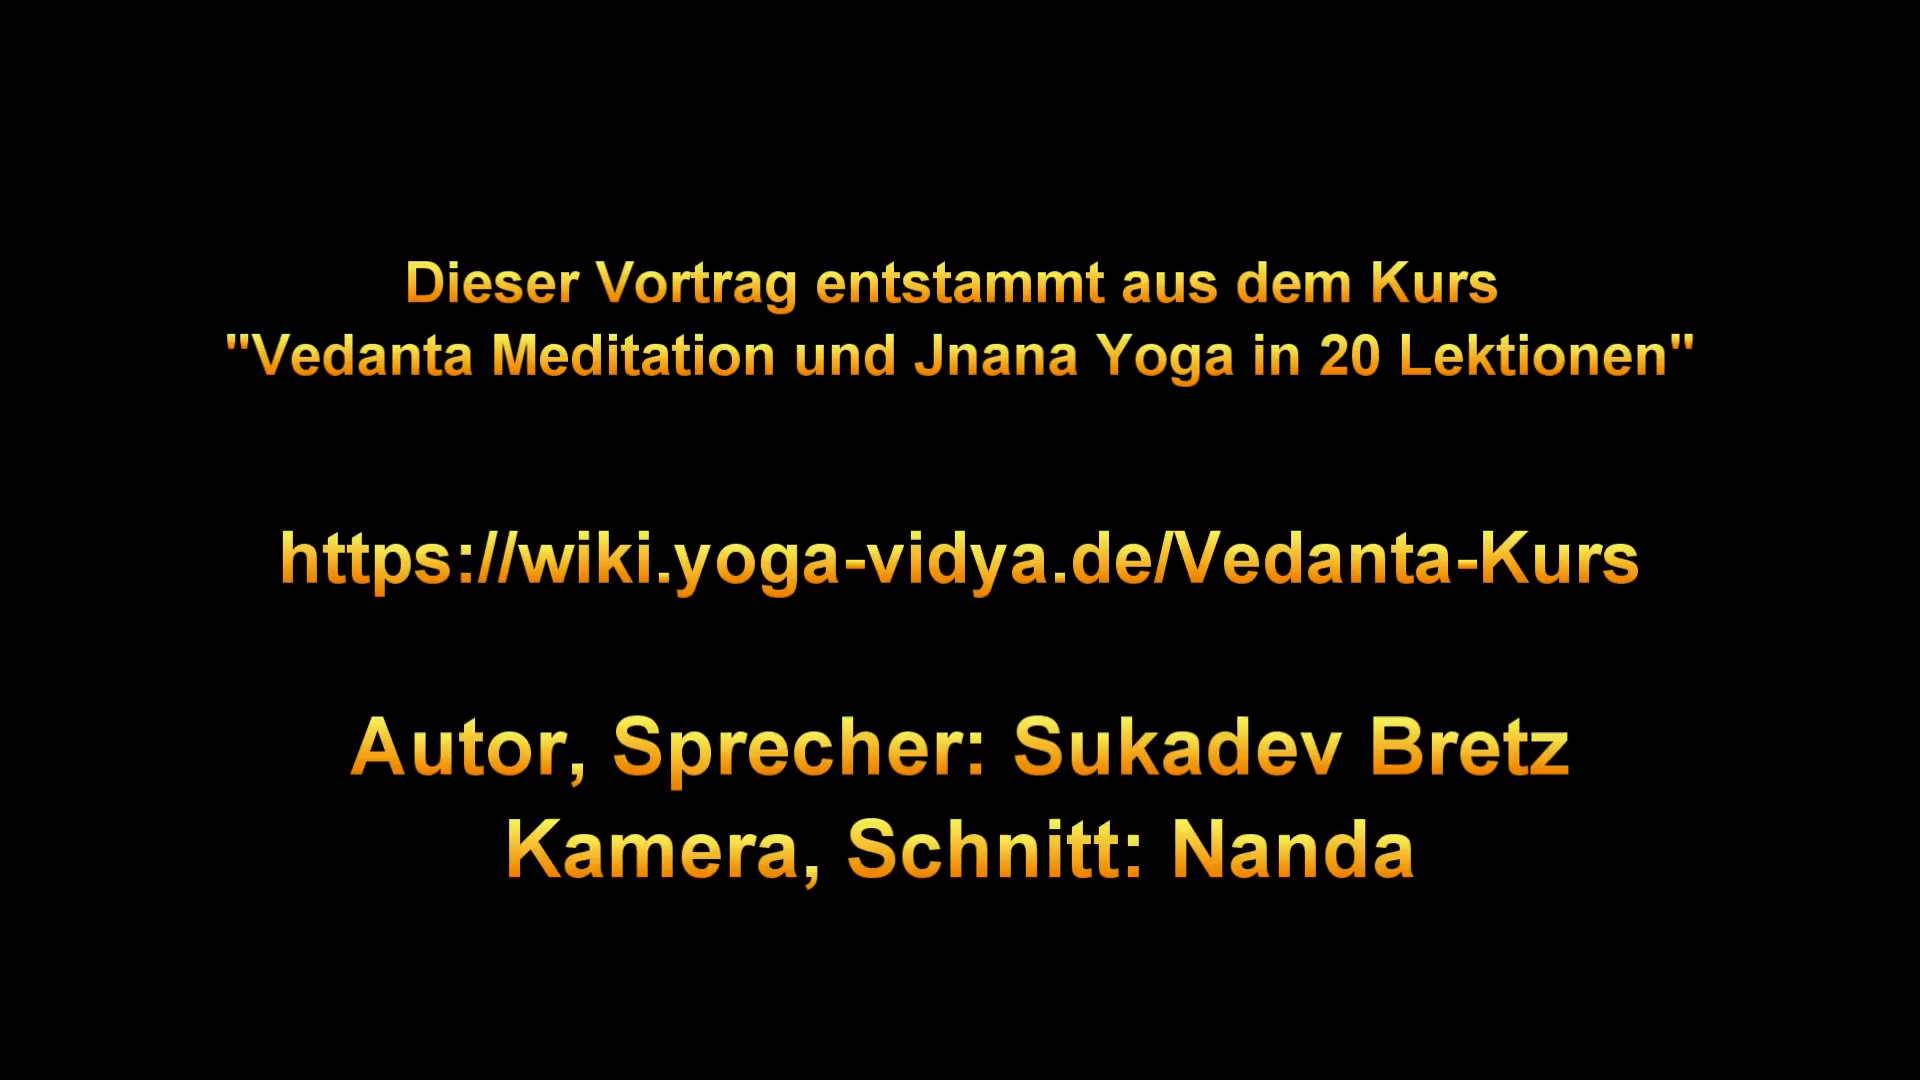 Dieser Vortrag entstammt aus dem Kurs
"Vedanta Meditation und Jnana Yoga in 20 Lektionen"
https://wiki.yoga-vidya.de/Vedanta-Kurs
Autor, Sprecher: Sukadev Bretz
Kamera, Schnitt: Nanda